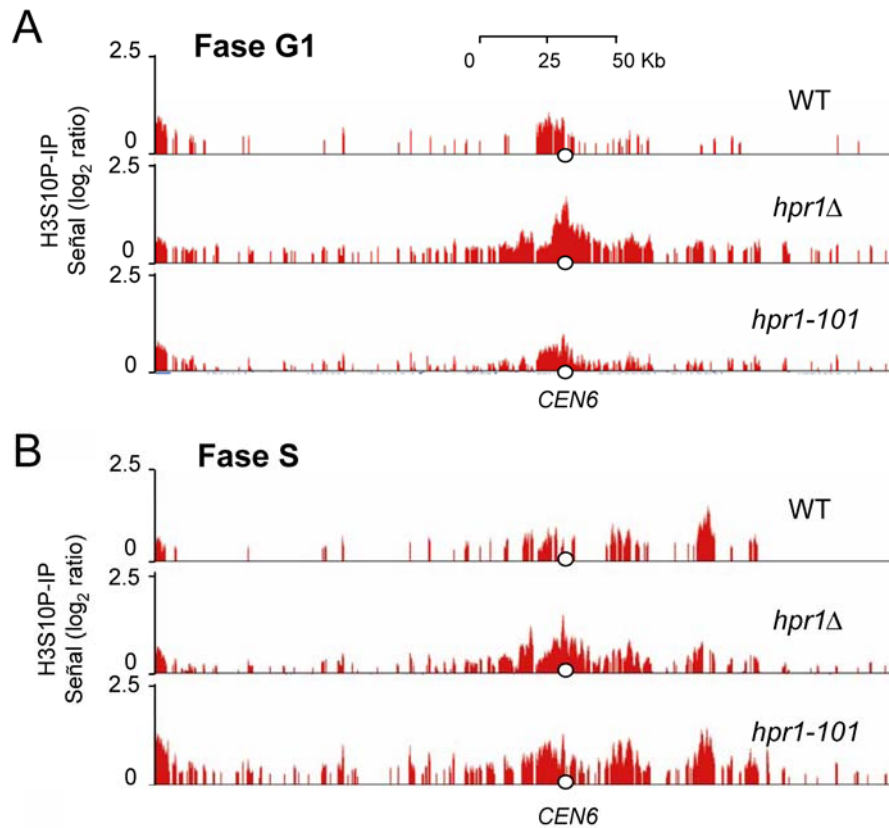 A
Fase G1
0 25 50 Kb
H3S10P-IP
Señal (log2 ratio)
2.5
0
WT
2.5
0
hpr1Δ
2.5
0
hpr1-101
CEN6
B
Fase S
H3S10P-IP
Señal (log2 ratio)
2.5
0
WT
2.5
0
hpr1Δ
2.5
0
hpr1-101
CEN6